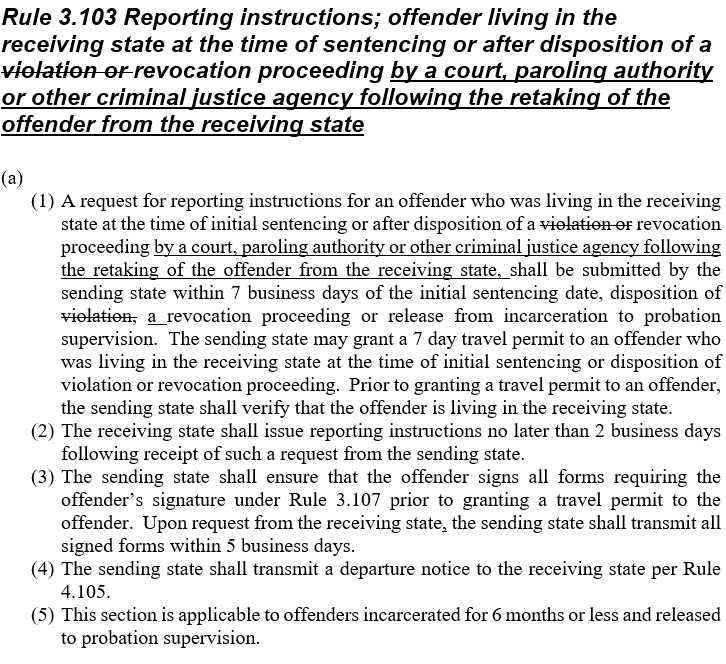 Rule 3.103 Reporting instructions; offender living in the
receiving state at the time of sentencing or after disposition of a
violation or revocation proceeding by a court, paroling authority
or other criminal justice agency following the retaking of the
offender from the receiving state
(a)
(1) A request for reporting instructions for an offender who was living in the receiving
state at the time of initial sentencing or after disposition of a violation or revocation
proceeding by a court, paroling authority or other criminal justice agency following
the retaking of the offender from the receiving state, shall be submitted by the
sending state within 7 business days of the initial sentencing date, disposition of
violation, a revocation proceeding or release from incarceration to probation
supervision. The sending state may grant a 7 day travel permit to an offender who
was living in the receiving state at the time of initial sentencing or disposition of
violation or revocation proceeding. Prior to granting a travel permit to an offender,
the sending state shall verify that the offender is living in the receiving state.
(2) The receiving state shall issue reporting instructions no later than 2 business days
following receipt of such a request from the sending state.
(3) The sending state shall ensure that the offender signs all forms requiring the
offender's signature under Rule 3.107 prior to granting a travel permit to the
offender. Upon request from the receiving state, the sending state shall transmit all
signed forms within 5 business days.
(4) The sending state shall transmit a departure notice to the receiving state per Rule
4.105.
(5) This section is applicable to offenders incarcerated for 6 months or less and released
to probation supervision.